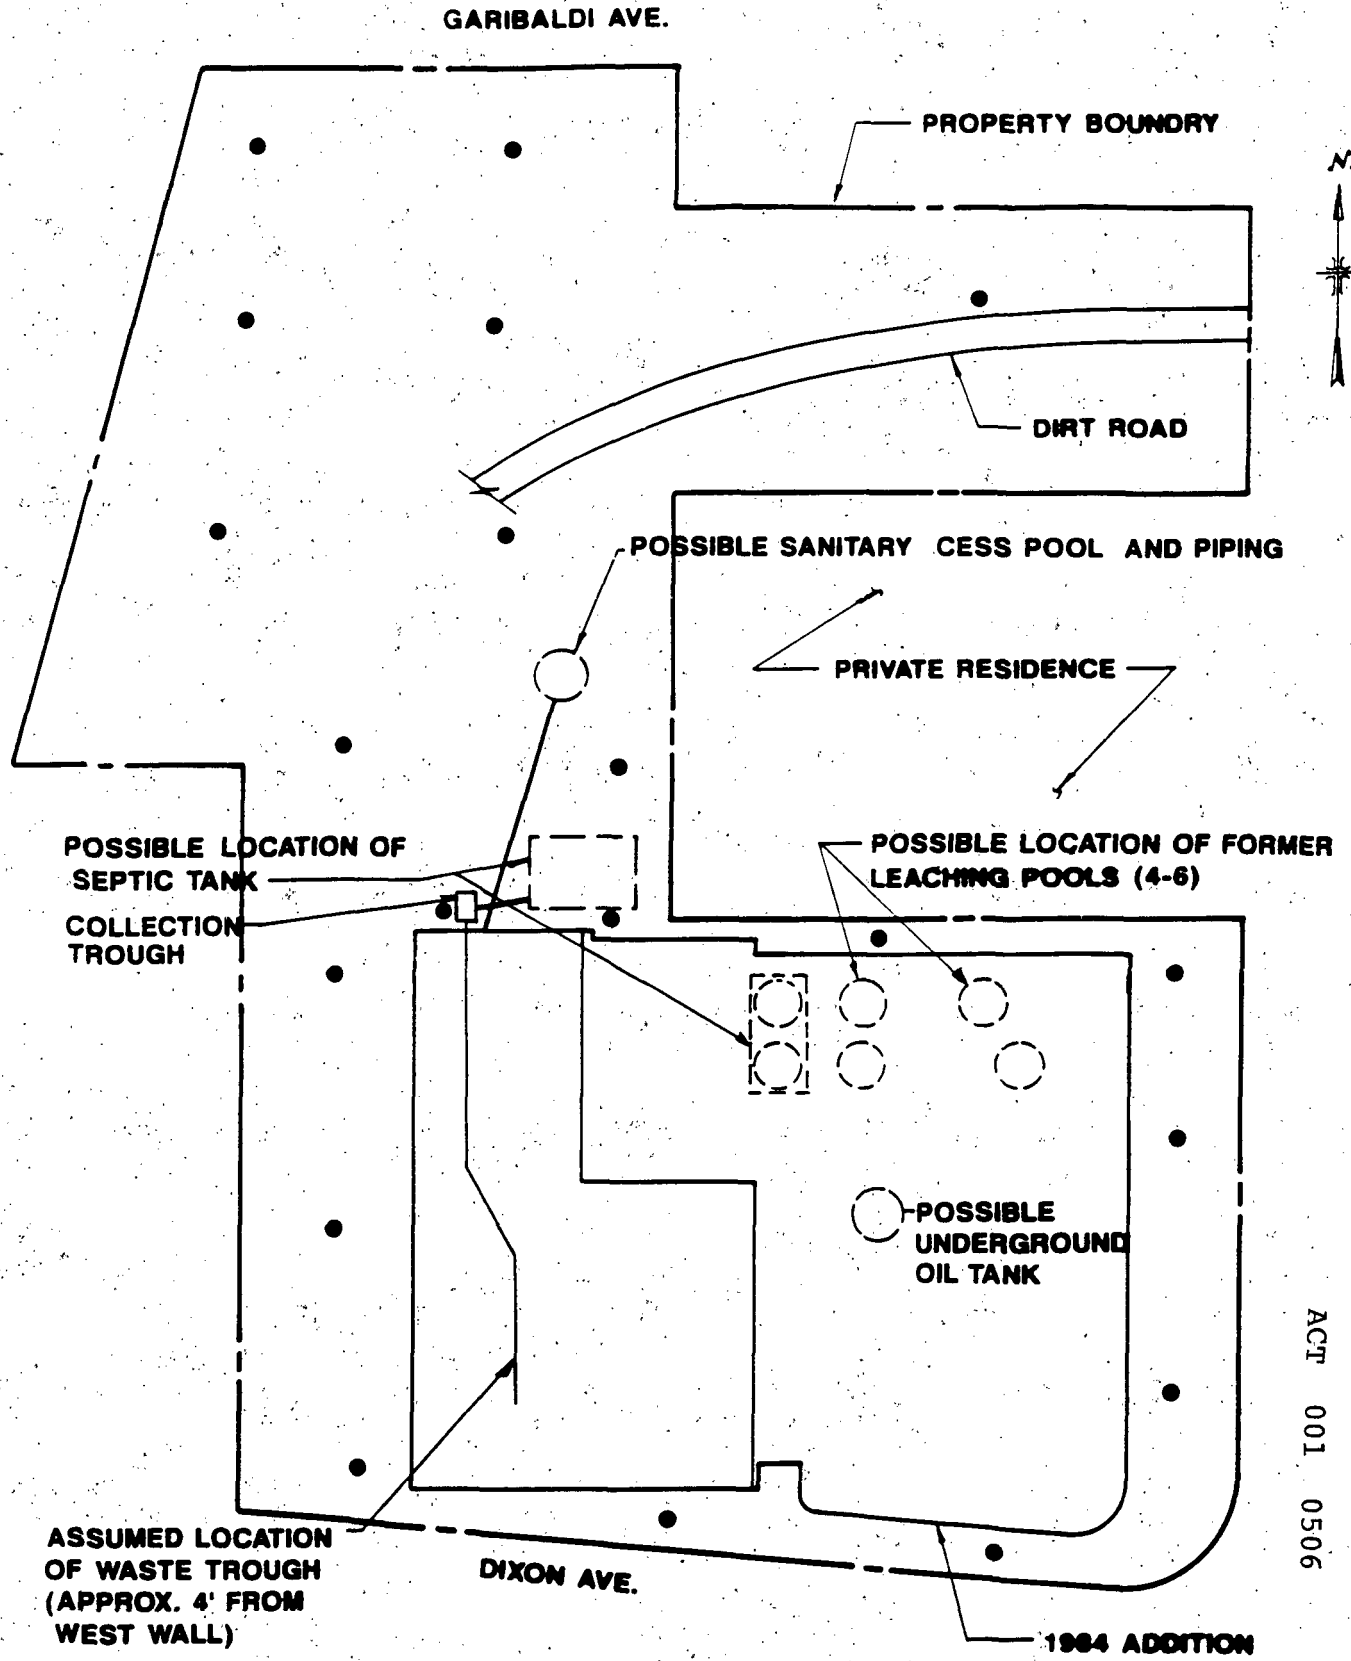 GARIBALDI AVE.
PROPERTY BOUNDRY
N
DIRT ROAD
POSSIBLE SANITARY CESS POOL AND PIPING
PRIVATE RESIDENCE
POSSIBLE LOCATION OF
SEPTIC TANK
COLLECTION
TROUGH
POSSIBLE LOCATION OF FORMER
LEACHING POOLS (4-6)
POSSIBLE
UNDERGROUND
OIL TANK
ACT 001 0506
ASSUMED LOCATION
OF WASTE TROUGH
(APPROX. 4' FROM
WEST WALL)
DIXON AVE.
1984 ADDITION